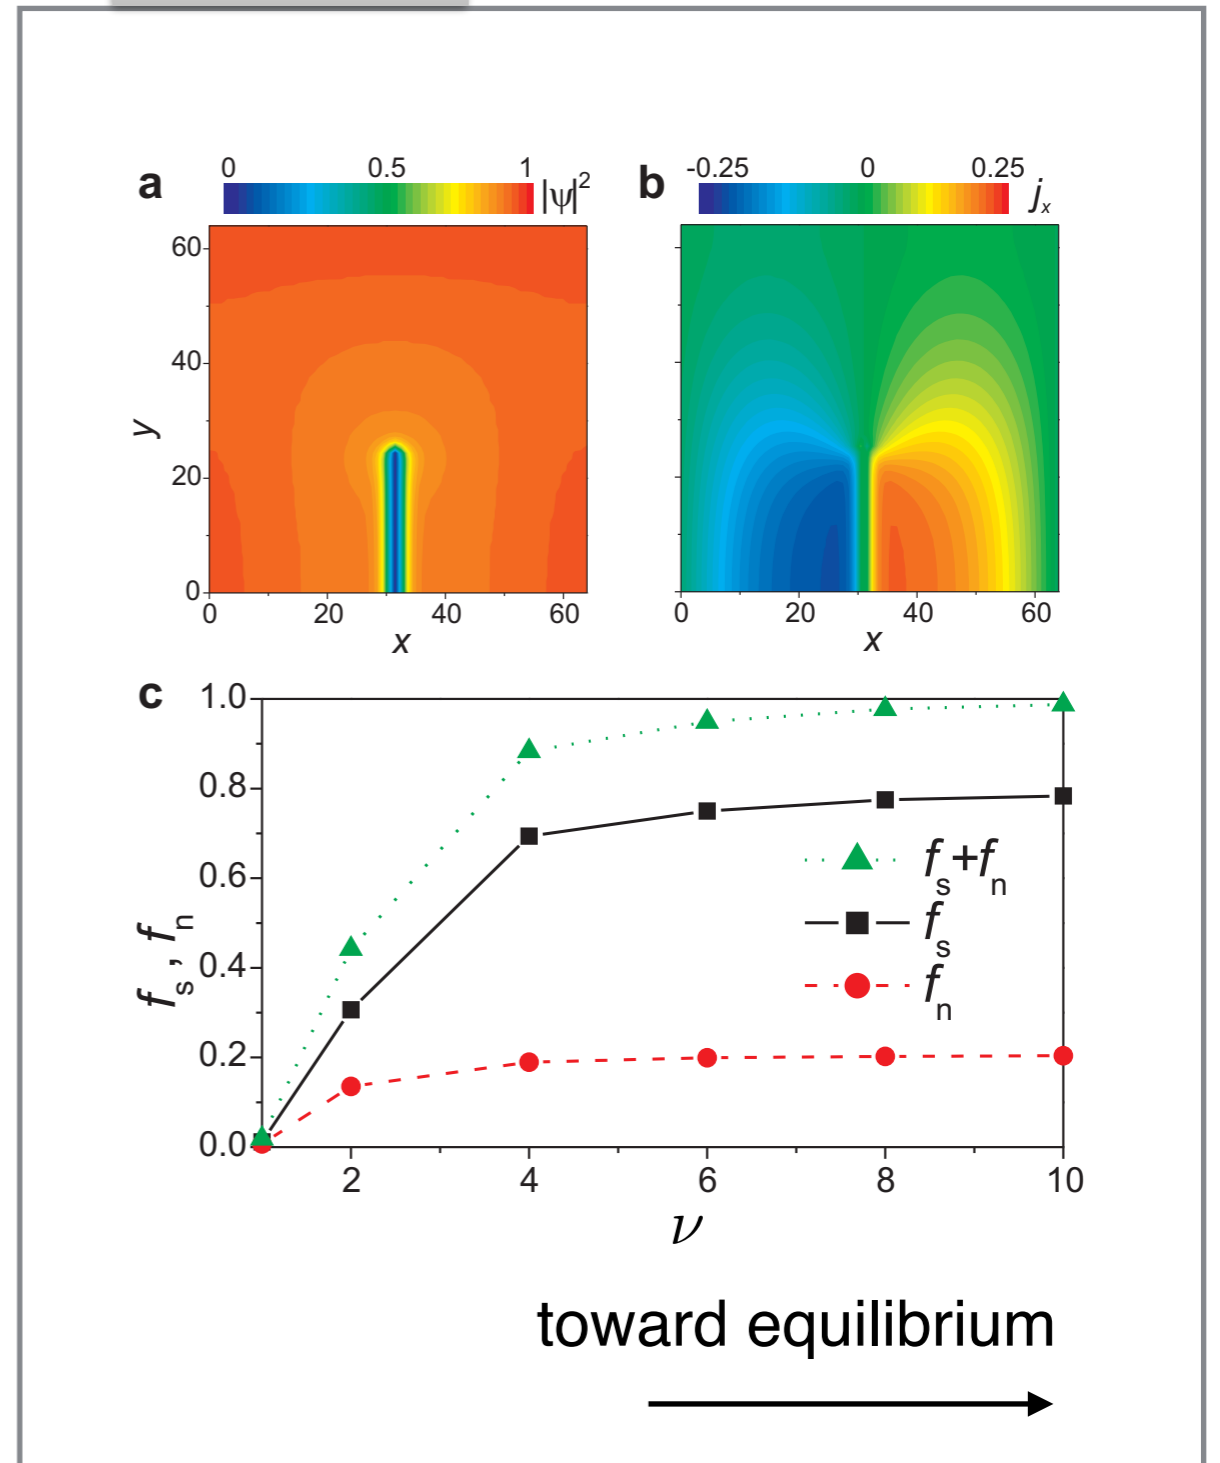 a 0 0.5 1 |ψ|²
b -0.25 0 0.25 jₓ
60
40
20
0
y
0 20 40 60
x
0 20 40 60
x
c
1.0
0.8
0.6
0.4
0.2
0.0
fₛ, fₙ
fₛ+fₙ
fₛ
fₙ
2 4 6 8 10
ν
toward equilibrium